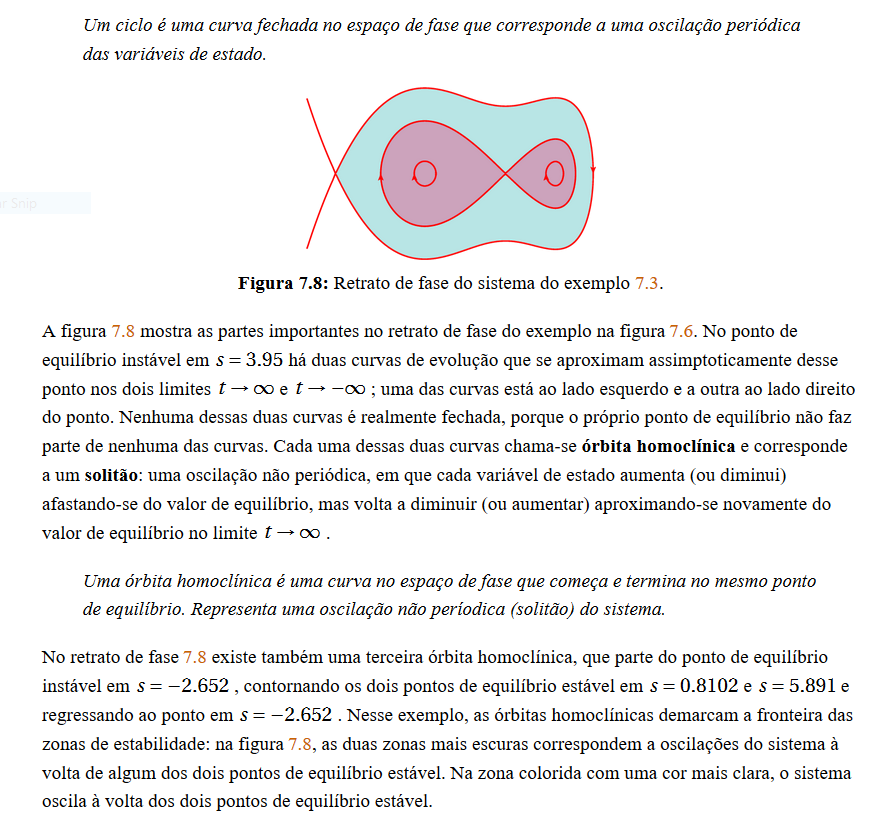 Um ciclo é uma curva fechada no espaço de fase que corresponde a uma oscilação periódica
das variáveis de estado.
r Snip
Figura 7.8: Retrato de fase do sistema do exemplo 7.3.
A figura 7.8 mostra as partes importantes no retrato de fase do exemplo na figura 7.6. No ponto de
equilíbrio instável em s = 3.95 há duas curvas de evolução que se aproximam assimptoticamente desse
ponto nos dois limites t → ∞ e t → −∞ ; uma das curvas está ao lado esquerdo e a outra ao lado direito
do ponto. Nenhuma dessas duas curvas é realmente fechada, porque o próprio ponto de equilíbrio não faz
parte de nenhuma das curvas. Cada uma dessas duas curvas chama-se órbita homoclínica e corresponde
a um solitão: uma oscilação não periódica, em que cada variável de estado aumenta (ou diminui)
afastando-se do valor de equilíbrio, mas volta a diminuir (ou aumentar) aproximando-se novamente do
valor de equilíbrio no limite t → ∞ .
Uma órbita homoclínica é uma curva no espaço de fase que começa e termina no mesmo ponto
de equilíbrio. Representa uma oscilação não períodica (solitão) do sistema.
No retrato de fase 7.8 existe também uma terceira órbita homoclínica, que parte do ponto de equilíbrio
instável em s = −2.652 , contornando os dois pontos de equilíbrio estável em s = 0.8102 e s = 5.891 e
regressando ao ponto em s = −2.652 . Nesse exemplo, as órbitas homoclínicas demarcam a fronteira das
zonas de estabilidade: na figura 7.8, as duas zonas mais escuras correspondem a oscilações do sistema à
volta de algum dos dois pontos de equilíbrio estável. Na zona colorida com uma cor mais clara, o sistema
oscila à volta dos dois pontos de equilíbrio estável.